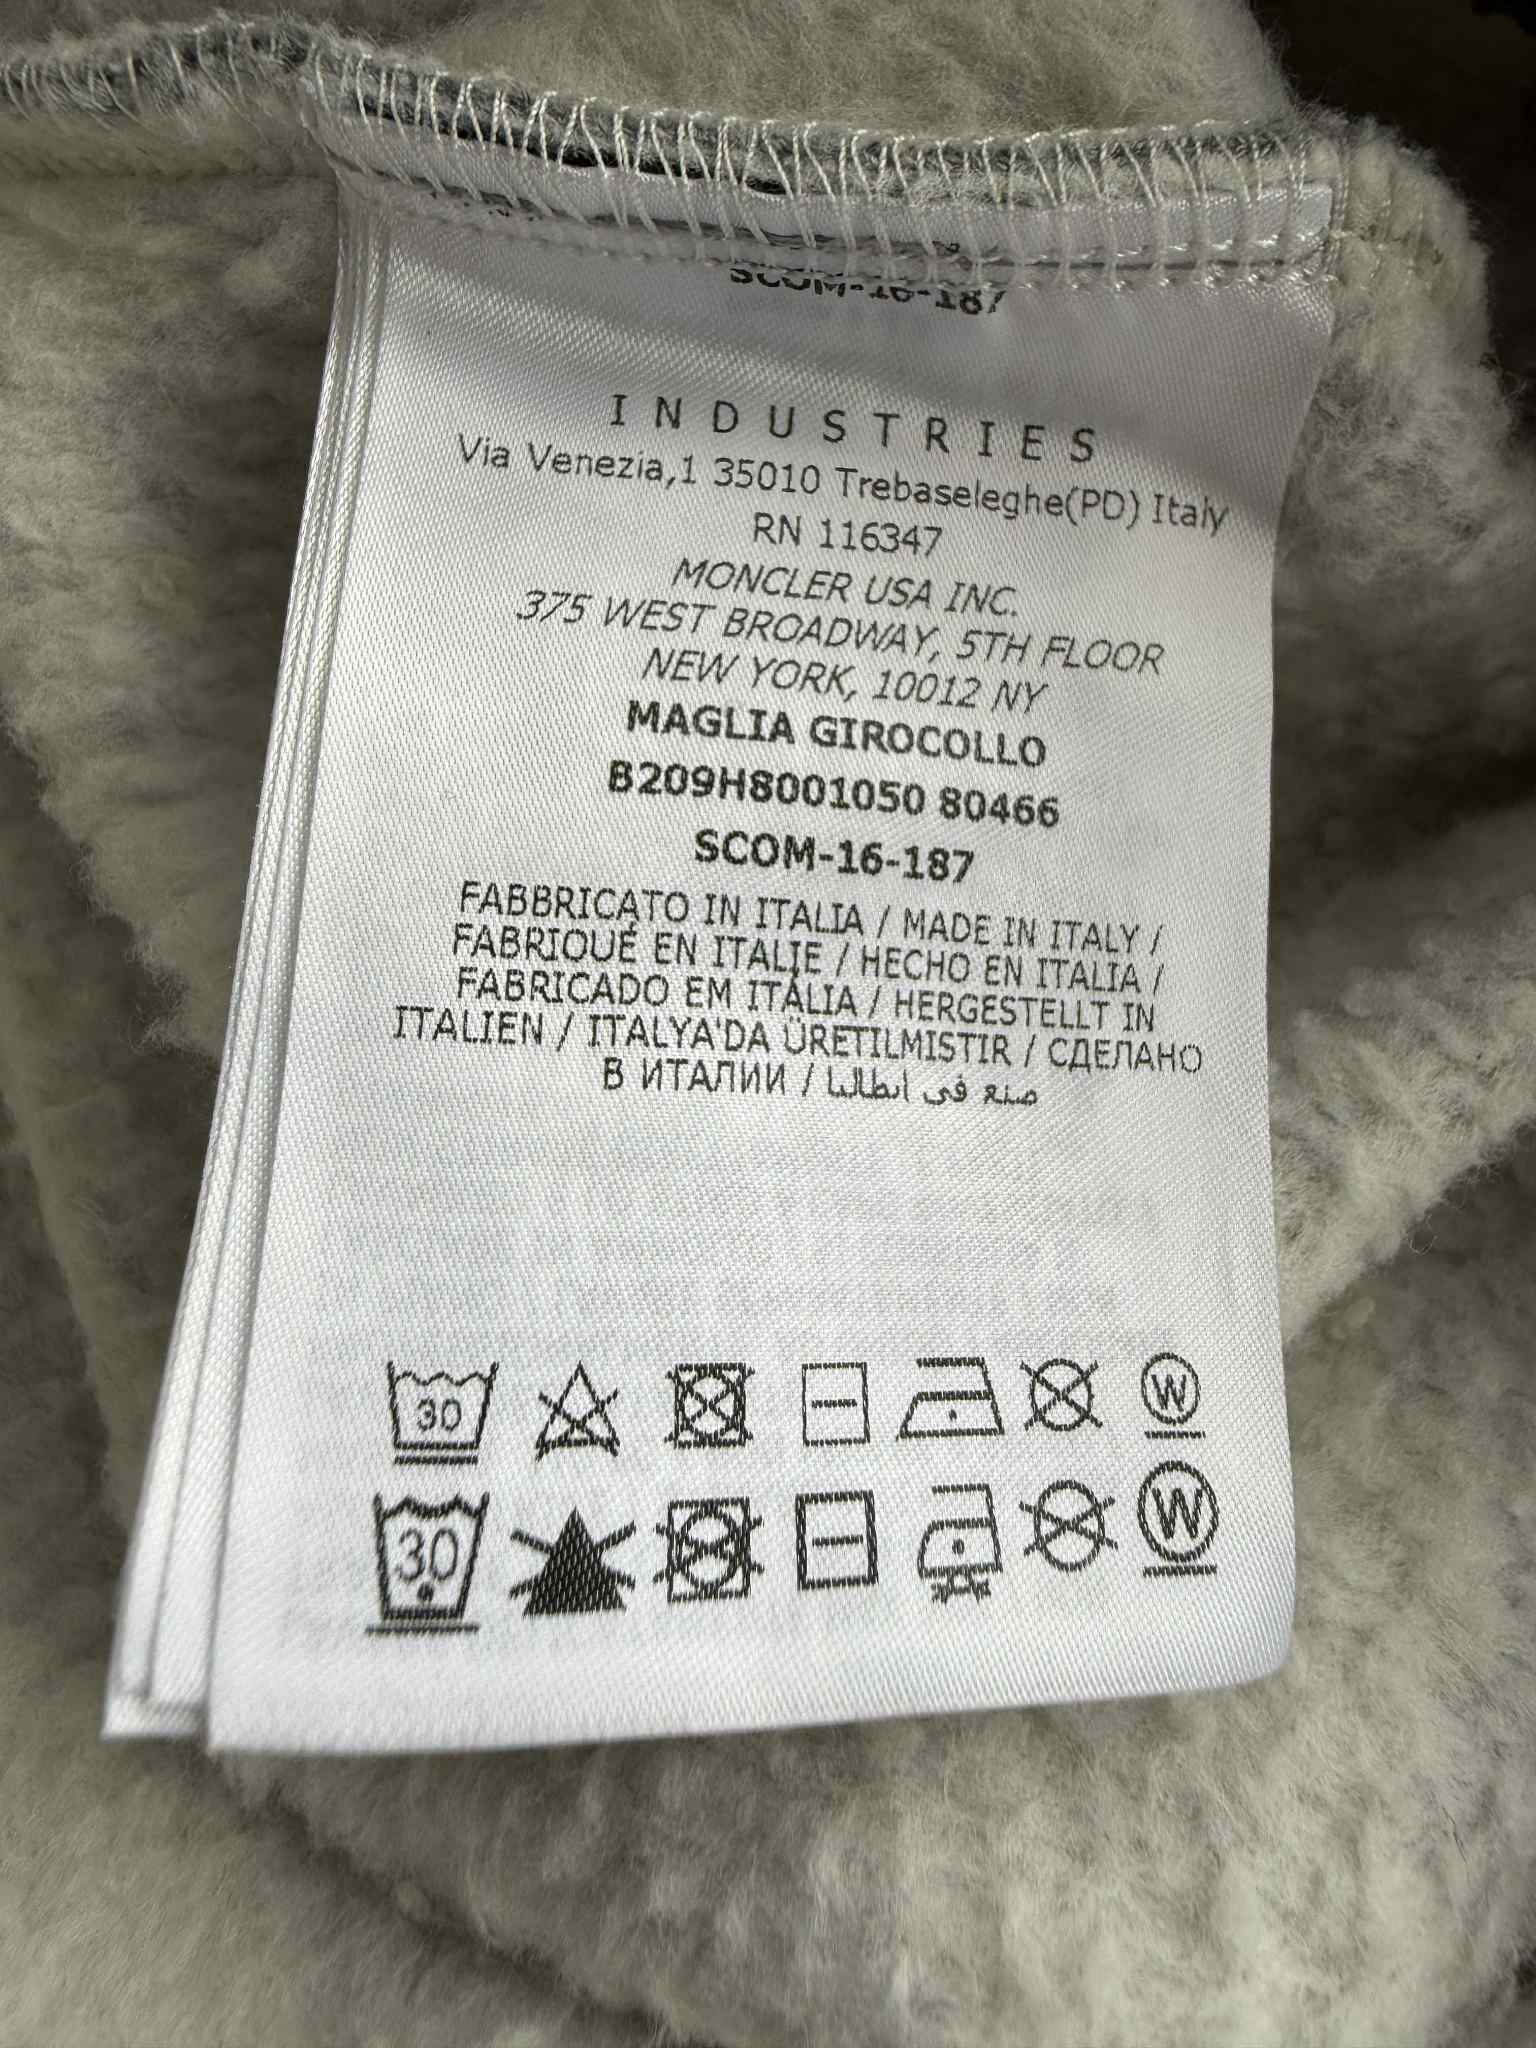 SCOM-16-187
INDUSTRIES
Via Venezia,1 35010 Trebaseleghe(PD) Italy
RN 116347
MONCLER USA INC.
375 WEST BROADWAY, 5TH FLOOR
NEW YORK, 10012 NY
MAGLIA GIROCOLLO
B209H8001050 80466
SCOM-16-187
FABBRICATO IN ITALIA / MADE IN ITALY /
FABRIQUÉ EN ITALIE / HECHO EN ITALIA /
FABRICADO EM ITÁLIA / HERGESTELLT IN
ITALIEN / ITALYA'DA ÜRETILMISTIR / СДЕЛАНО
В ИТАЛИИ / صنع في ايطاليا
30 W
30 W